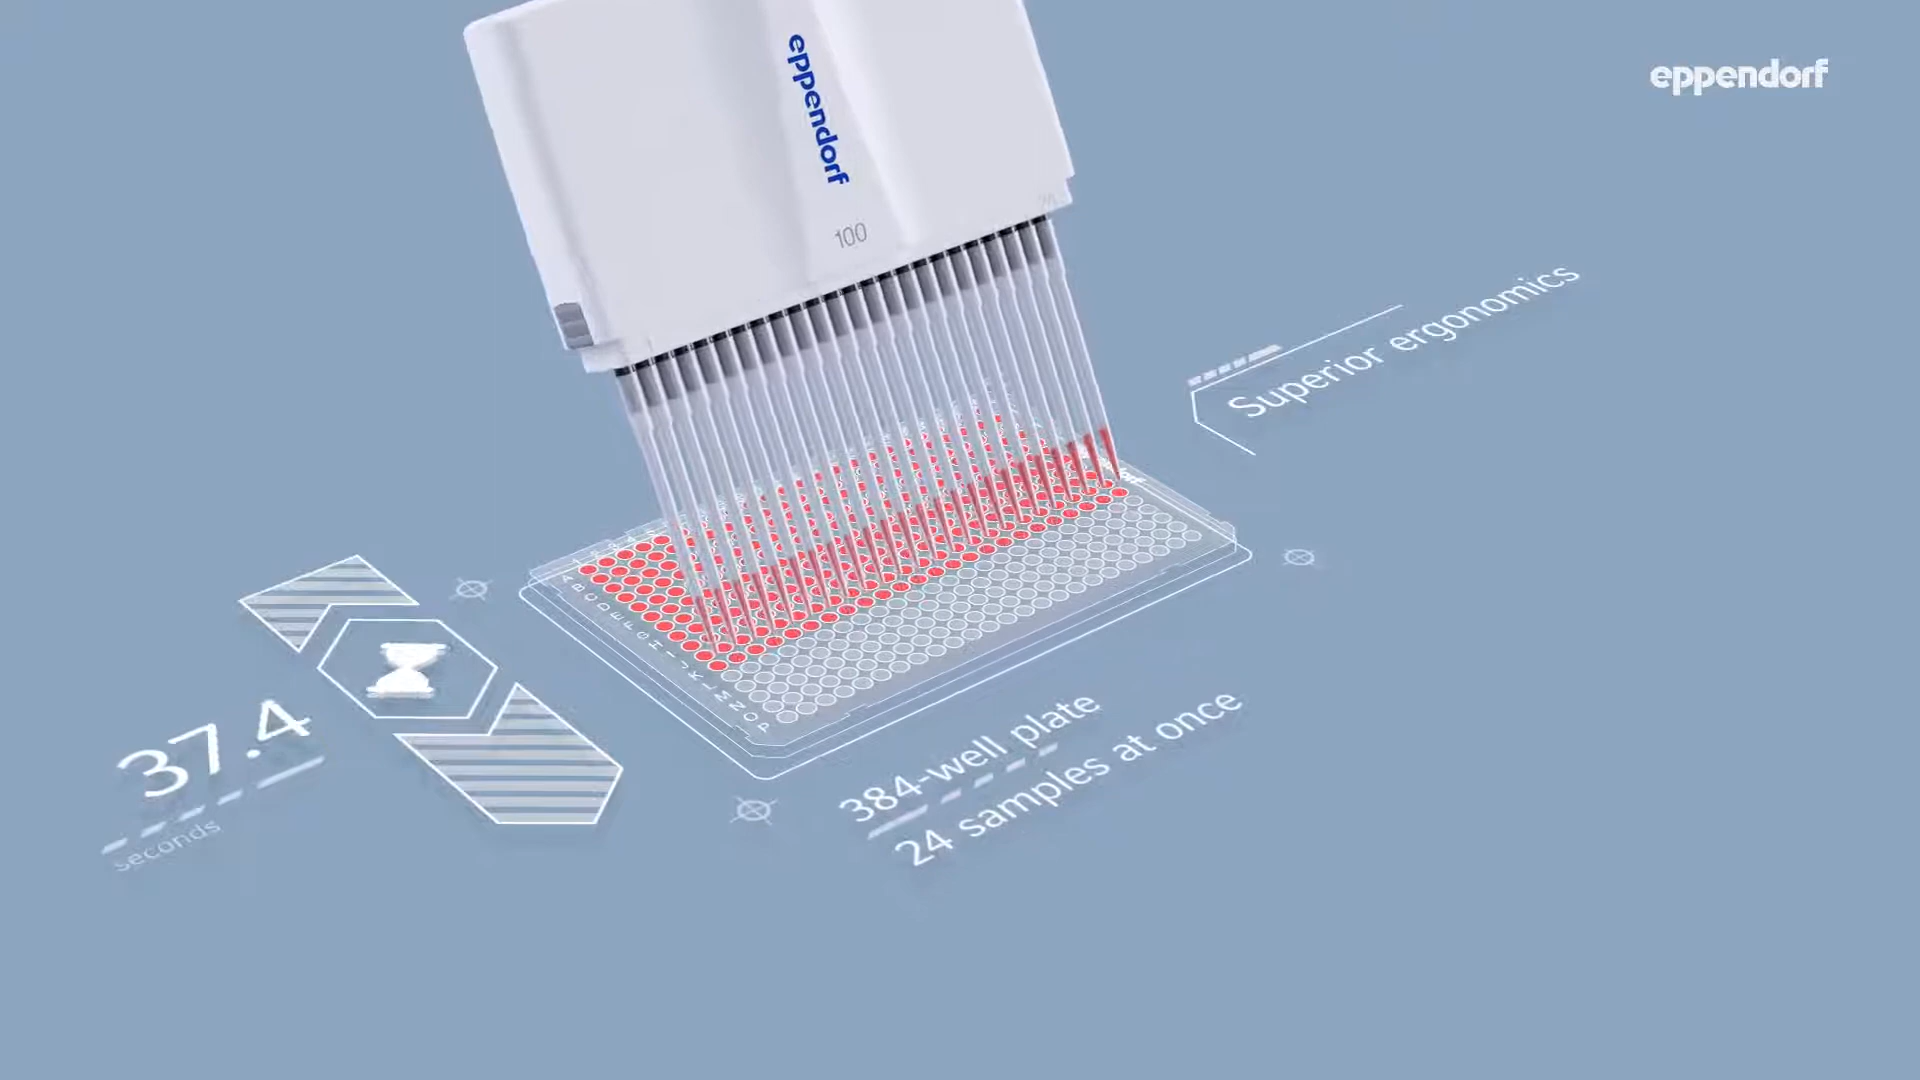 eppendorf
eppendorf
100
Superior ergonomics
A
B
C
D
E
F
G
H
I
J
K
L
M
N
O
P
37.4
seconds
384-well plate
24 samples at once